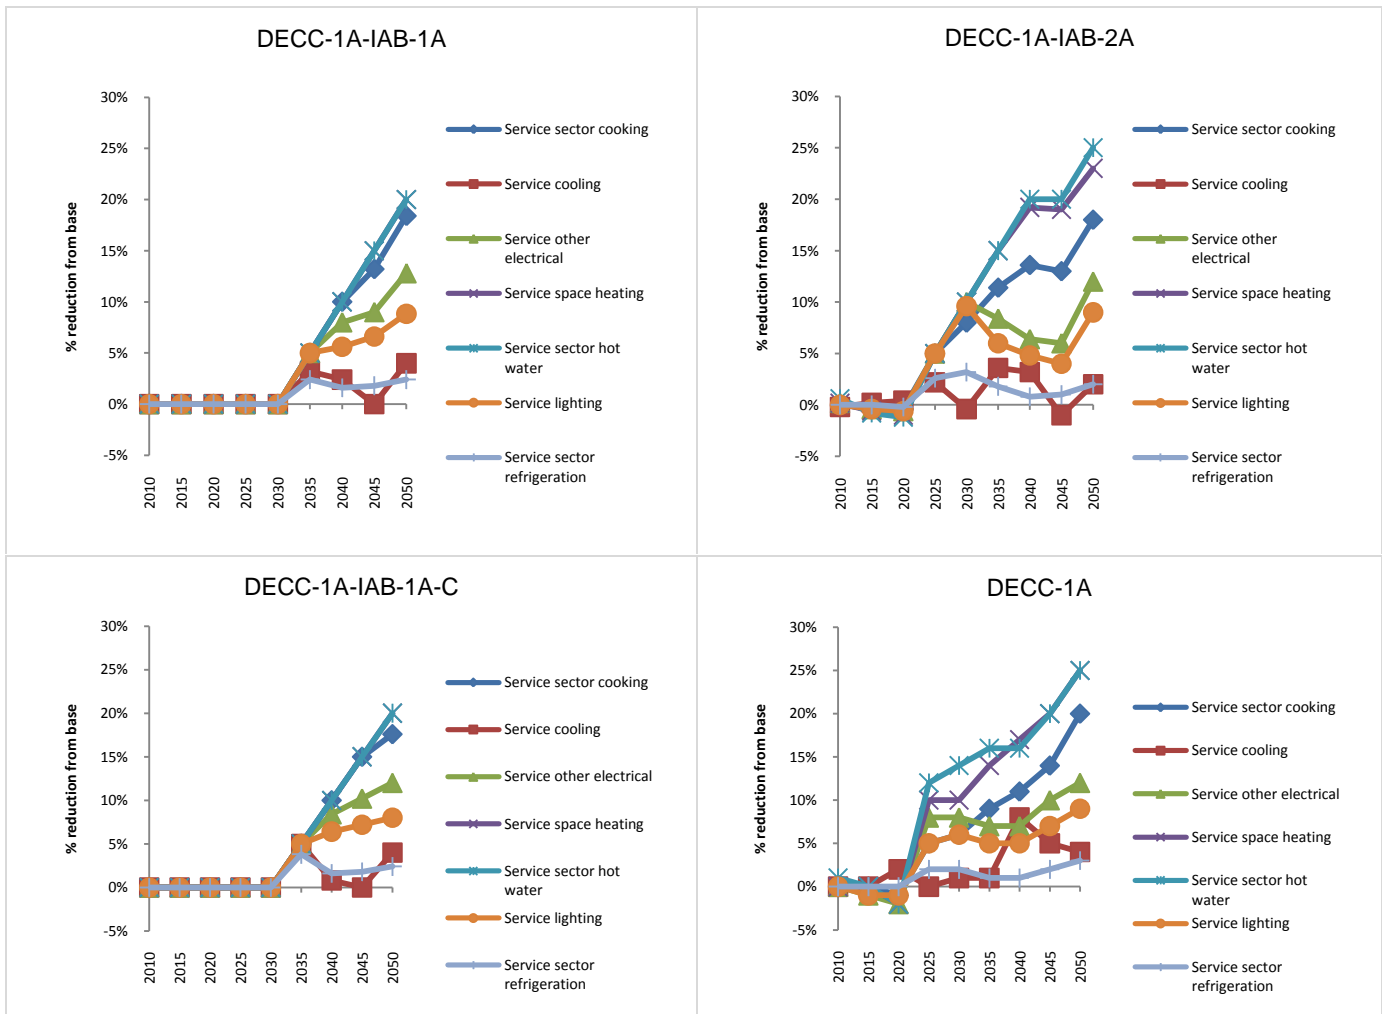 DECC-1A-IAB-1A
% reduction from base
30%
25%
20%
15%
10%
5%
0%
-5%
2010
2015
2020
2025
2030
2035
2040
2045
2050
Service sector cooking
Service cooling
Service other
electrical
Service space heating
Service sector hot
water
Service lighting
Service sector
refrigeration
DECC-1A-IAB-2A
% reduction from base
30%
25%
20%
15%
10%
5%
0%
-5%
2010
2015
2020
2025
2030
2035
2040
2045
2050
Service sector cooking
Service cooling
Service other
electrical
Service space heating
Service sector hot
water
Service lighting
Service sector
refrigeration
DECC-1A-IAB-1A-C
% reduction from base
30%
25%
20%
15%
10%
5%
0%
-5%
2010
2015
2020
2025
2030
2035
2040
2045
2050
Service sector cooking
Service cooling
Service other electrical
Service space heating
Service sector hot
water
Service lighting
Service sector
refrigeration
DECC-1A
% reduction from base
30%
25%
20%
15%
10%
5%
0%
-5%
2010
2015
2020
2025
2030
2035
2040
2045
2050
Service sector cooking
Service cooling
Service other electrical
Service space heating
Service sector hot
water
Service lighting
Service sector
refrigeration